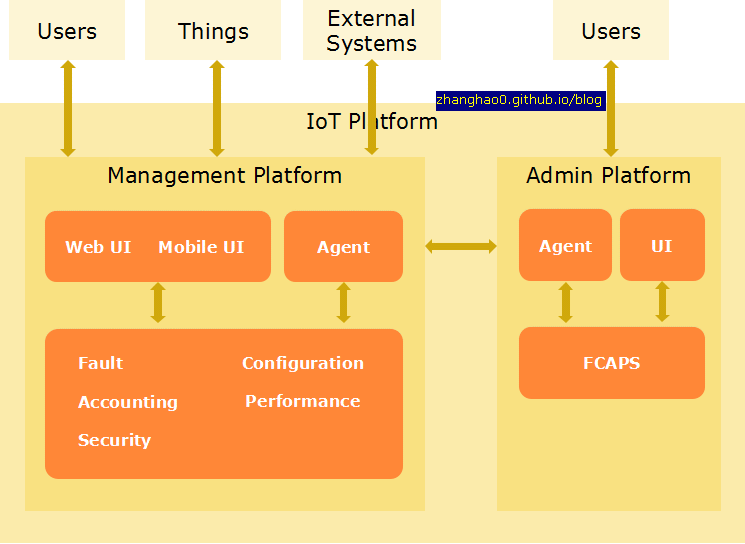 Users
Things
External
Systems
Users
zhanghao0.github.io/blog
IoT Platform
Management Platform
Admin Platform
Web UI
Mobile UI
Agent
Agent
UI
Fault
Configuration
Accounting
Performance
Security
FCAPS